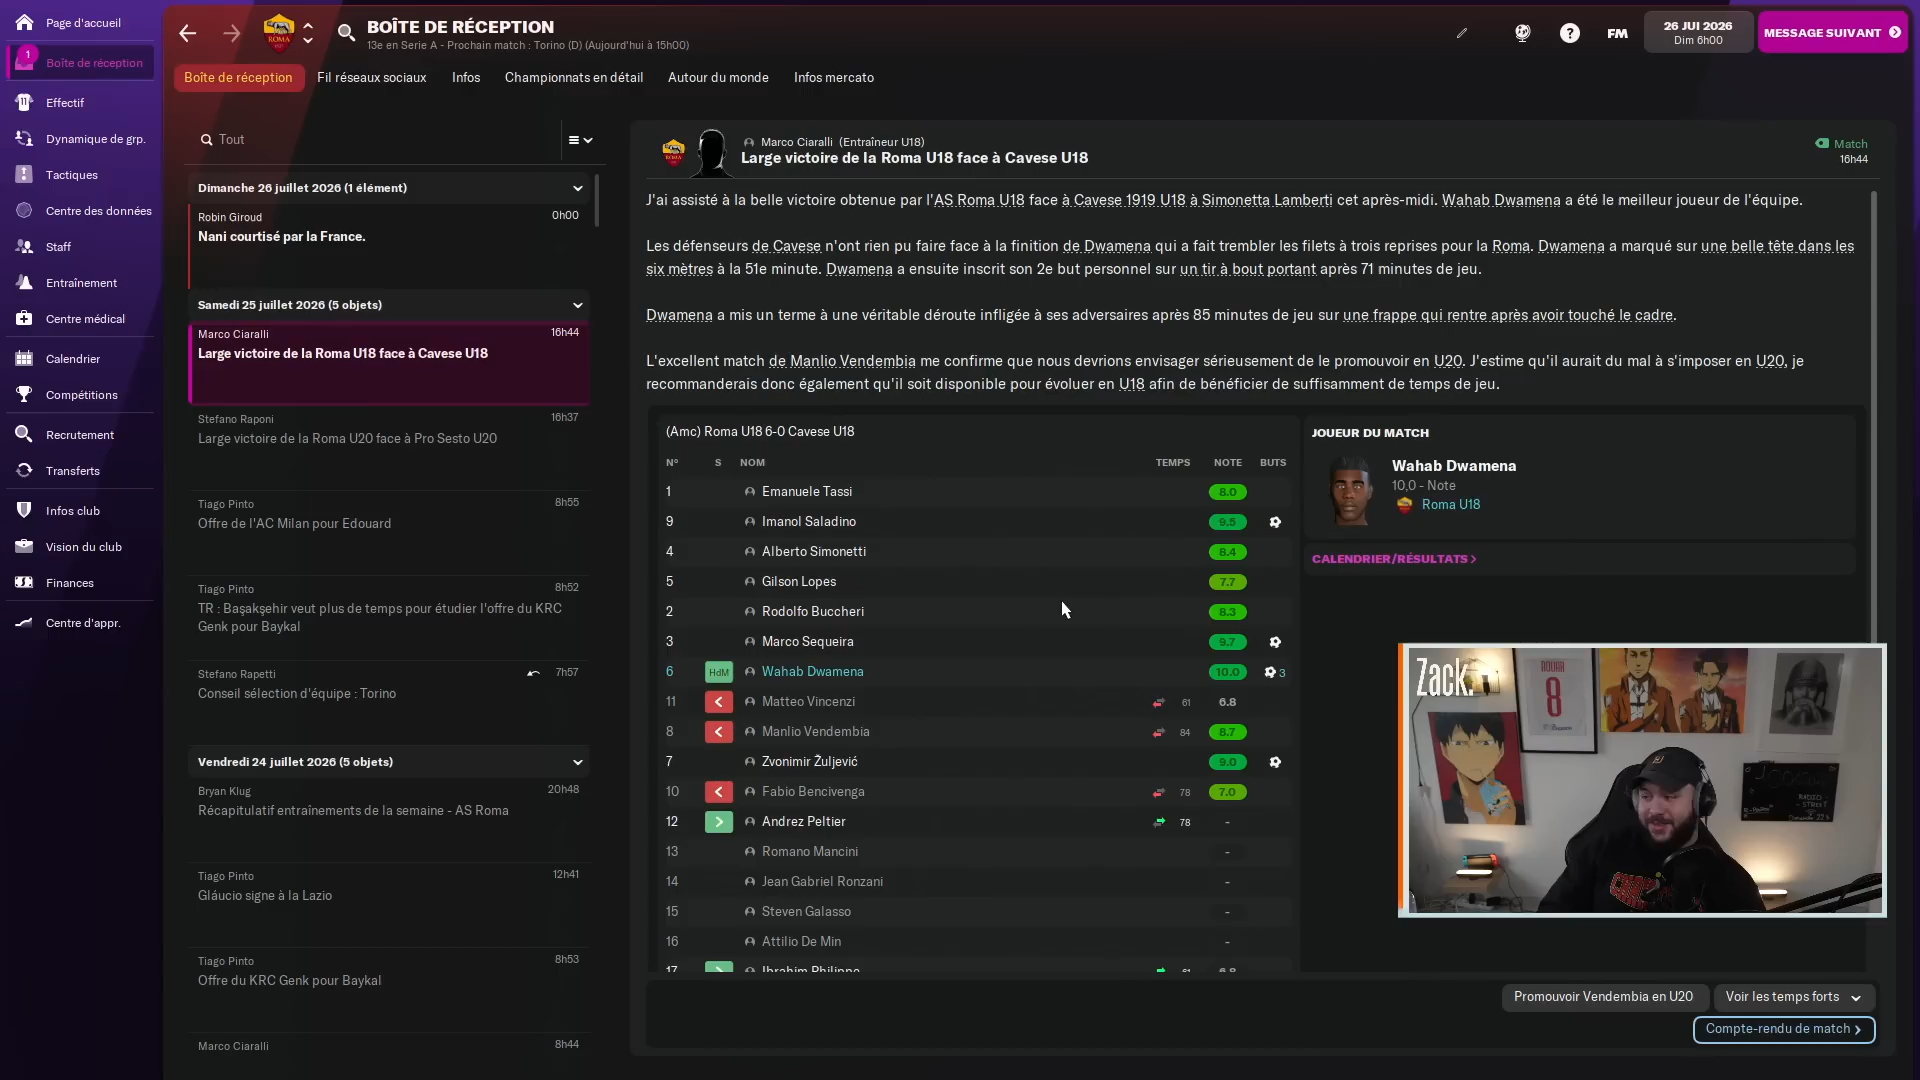 Page d'accueil
1
Boîte de réception
Effectif
Dynamique de grp.
Tactiques
Centre des données
Staff
Entraînement
Centre médical
Calendrier
Compétitions
Recrutement
Transferts
Infos club
Vision du club
Finances
Centre d'appr.
ROMA
BOÎTE DE RÉCEPTION
13e en Serie A - Prochain match : Torino (D) (Aujourd'hui à 15h00)
FM
26 JUI 2026
Dim 6h00
MESSAGE SUIVANT
Boîte de réception
Fil réseaux sociaux
Infos
Championnats en détail
Autour du monde
Infos mercato
Tout
Dimanche 26 juillet 2026 (1 élément)
Robin Giroud 0h00
Nani courtisé par la France.
Samedi 25 juillet 2026 (5 objets)
Marco Ciaralli 16h44
Large victoire de la Roma U18 face à Cavese U18
Stefano Raponi 16h37
Large victoire de la Roma U20 face à Pro Sesto U20
Tiago Pinto 8h55
Offre de l'AC Milan pour Edouard
Tiago Pinto 8h52
TR : Başakşehir veut plus de temps pour étudier l'offre du KRC
Genk pour Baykal
Stefano Rapetti 7h57
Conseil sélection d'équipe : Torino
Vendredi 24 juillet 2026 (5 objets)
Bryan Klug 20h48
Récapitulatif entraînements de la semaine - AS Roma
Tiago Pinto 12h41
Gláucio signe à la Lazio
Tiago Pinto 8h53
Offre du KRC Genk pour Baykal
Marco Ciaralli 8h44
Marco Ciaralli (Entraîneur U18)
Large victoire de la Roma U18 face à Cavese U18
Match
16h44
J'ai assisté à la belle victoire obtenue par l'AS Roma U18 face à Cavese 1919 U18 à Simonetta Lamberti cet après-midi. Wahab Dwamena a été le meilleur joueur de l'équipe.
Les défenseurs de Cavese n'ont rien pu faire face à la finition de Dwamena qui a fait trembler les filets à trois reprises pour la Roma. Dwamena a marqué sur une belle tête dans les
six mètres à la 51e minute. Dwamena a ensuite inscrit son 2e but personnel sur un tir à bout portant après 71 minutes de jeu.
Dwamena a mis un terme à une véritable déroute infligée à ses adversaires après 85 minutes de jeu sur une frappe qui rentre après avoir touché le cadre.
L'excellent match de Manlio Vendembia me confirme que nous devrions envisager sérieusement de le promouvoir en U20. J'estime qu'il aurait du mal à s'imposer en U20, je
recommanderais donc également qu'il soit disponible pour évoluer en U18 afin de bénéficier de suffisamment de temps de jeu.
(Amc) Roma U18 6-0 Cavese U18
Nº S NOM TEMPS NOTE BUTS
1 Emanuele Tassi 8.0
9 Imanol Saladino 9.5
4 Alberto Simonetti 8.4
5 Gilson Lopes 7.7
2 Rodolfo Buccheri 8.3
3 Marco Sequeira 9.7
6 HdM Wahab Dwamena 10.0 3
11 Matteo Vincenzi 61 6.8
8 Manlio Vendembia 84 8.7
7 Zvonimir Žuljević 9.0
10 Fabio Bencivenga 78 7.0
12 Andrez Peltier 78 -
13 Romano Mancini -
14 Jean Gabriel Ronzani -
15 Steven Galasso -
16 Attilio De Min -
17 Ibrahim Philippe 61 6.8
JOUEUR DU MATCH
Wahab Dwamena
10,0 - Note
Roma U18
CALENDRIER/RÉSULTATS
Zack.
8
Promouvoir Vendembia en U20
Voir les temps forts
Compte-rendu de match